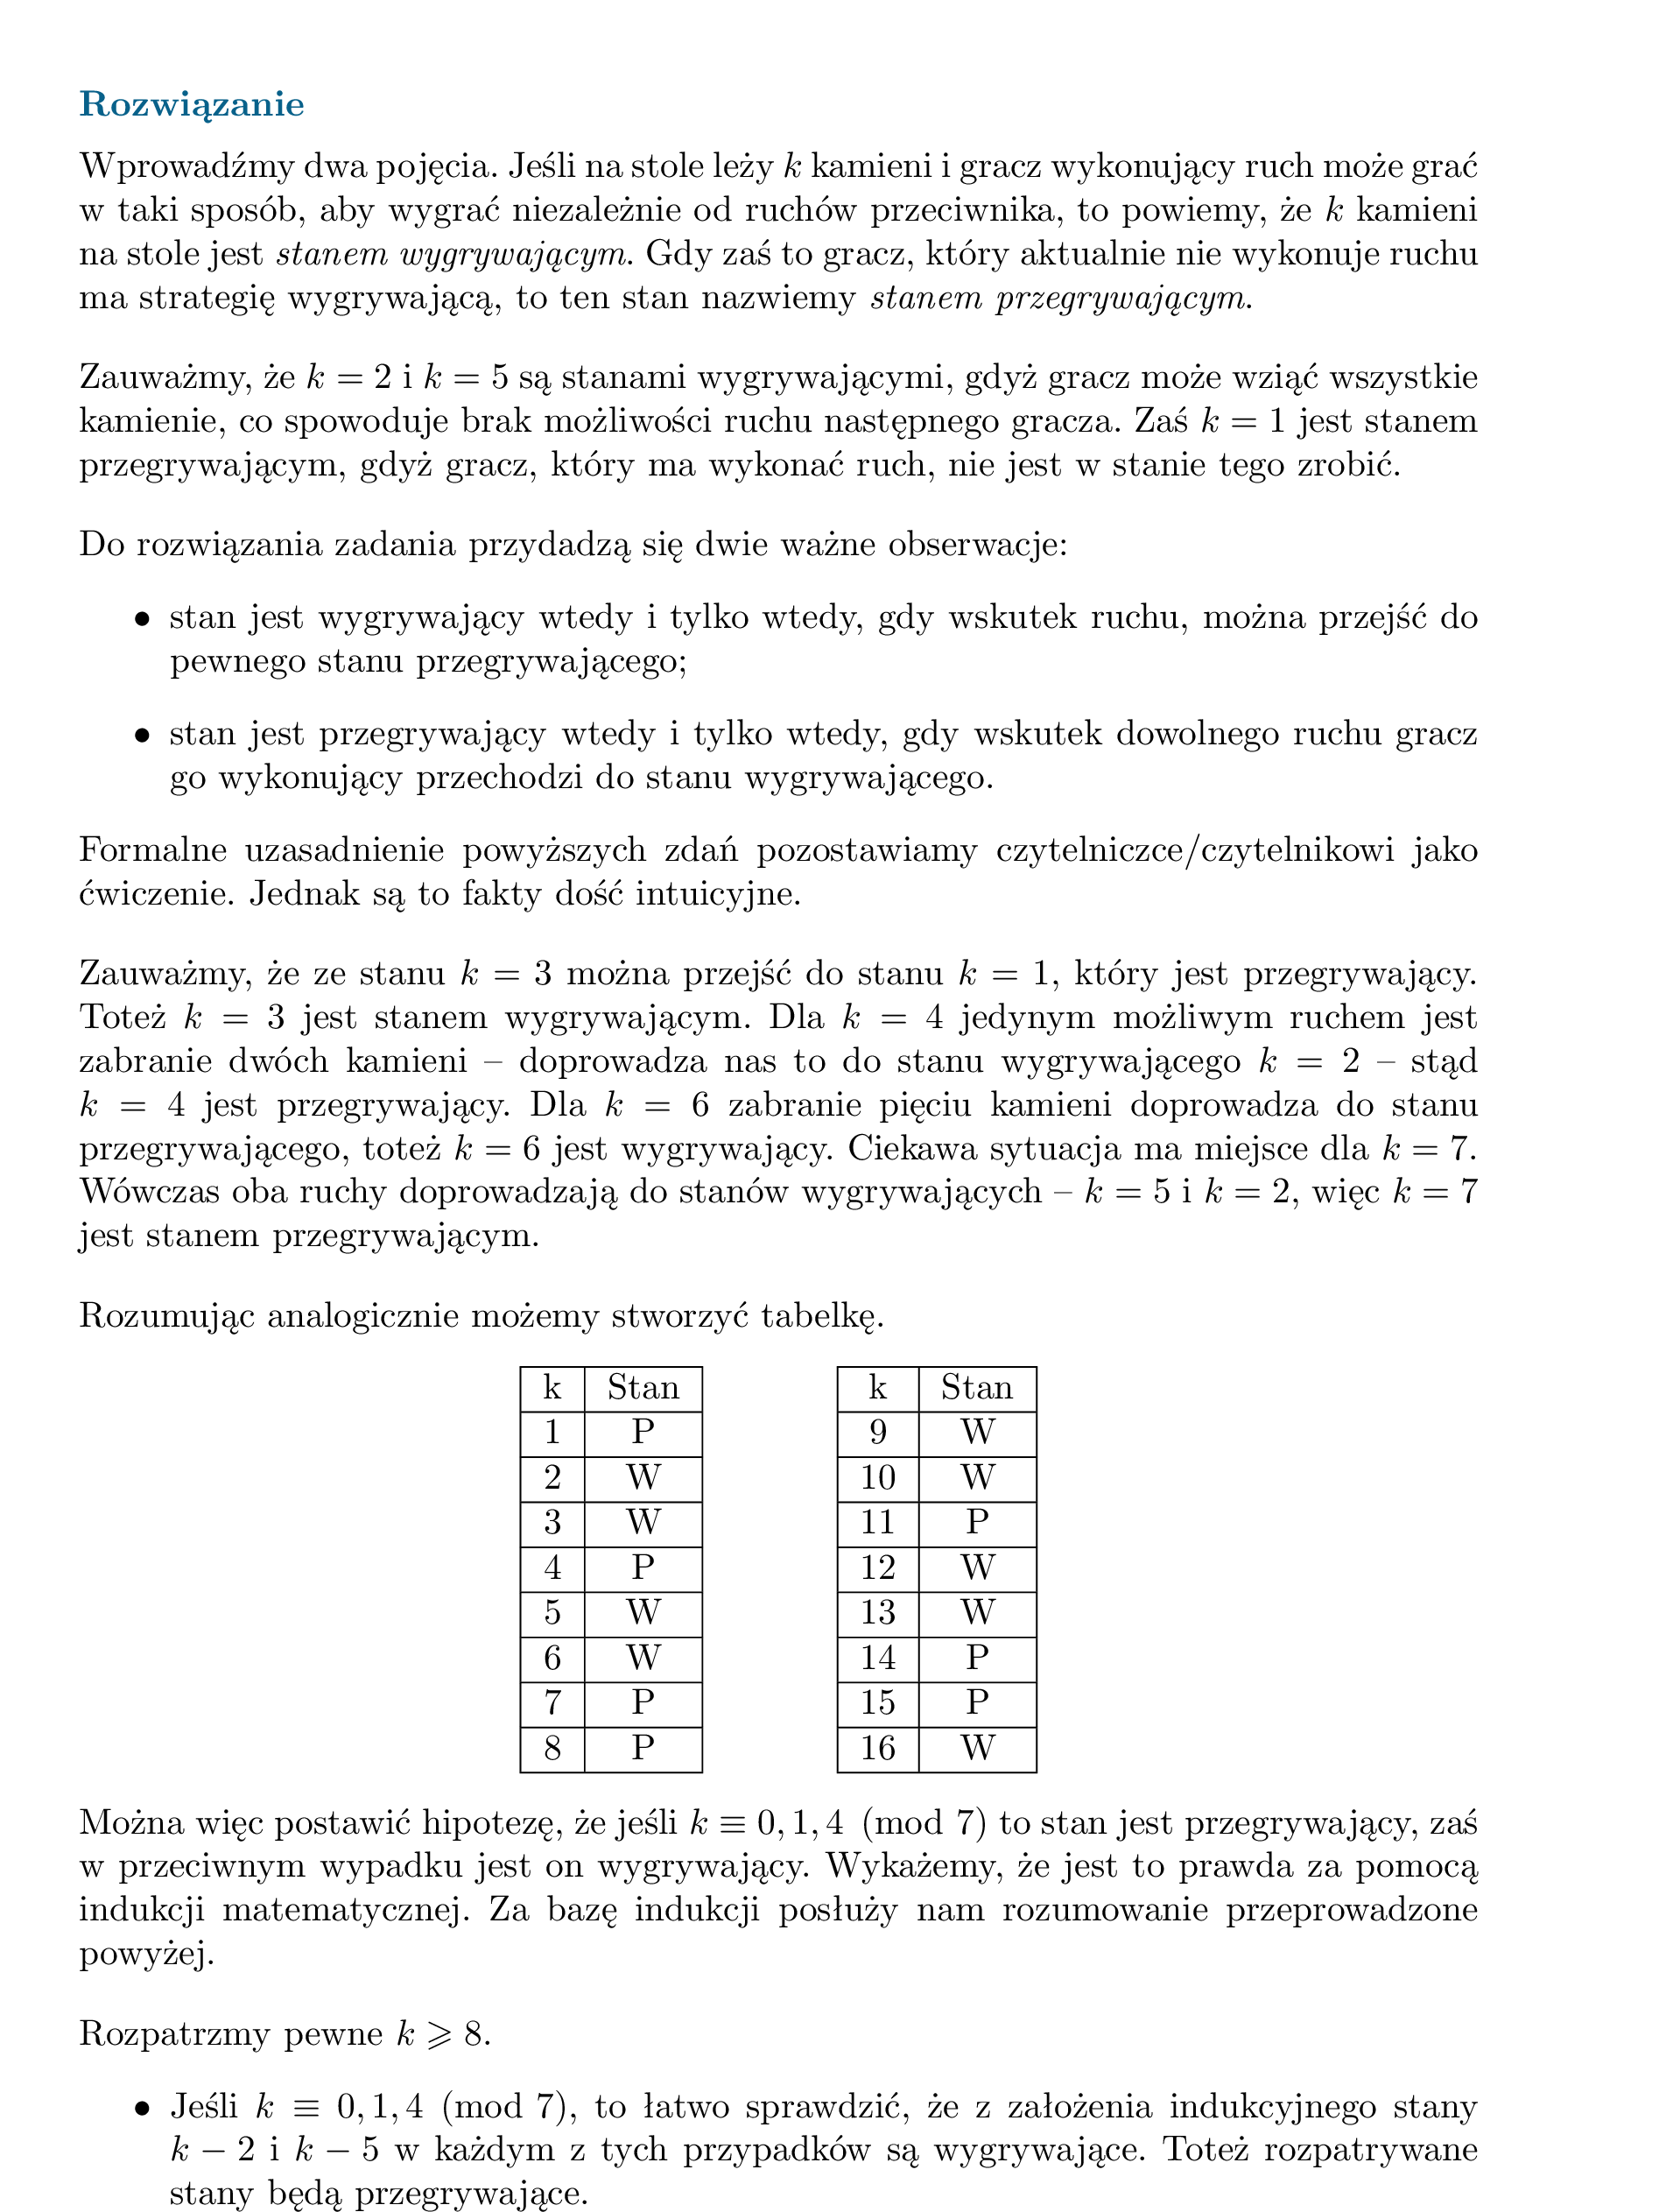 Rozwiązanie
Wprowadźmy dwa pojęcia. Jeśli na stole leży k kamieni i gracz wykonujący ruch może grać
w taki sposób, aby wygrać niezależnie od ruchów przeciwnika, to powiemy, że k kamieni
na stole jest stanem wygrywającym. Gdy zaś to gracz, który aktualnie nie wykonuje ruchu
ma strategię wygrywającą, to ten stan nazwiemy stanem przegrywającym.
Zauważmy, że k = 2 i k = 5 są stanami wygrywającymi, gdyż gracz może wziąć wszystkie
kamienie, co spowoduje brak możliwości ruchu następnego gracza. Zaś k = 1 jest stanem
przegrywającym, gdyż gracz, który ma wykonać ruch, nie jest w stanie tego zrobić.
Do rozwiązania zadania przydadzą się dwie ważne obserwacje:
• stan jest wygrywający wtedy i tylko wtedy, gdy wskutek ruchu, można przejść do
pewnego stanu przegrywającego;
• stan jest przegrywający wtedy i tylko wtedy, gdy wskutek dowolnego ruchu gracz
go wykonujący przechodzi do stanu wygrywającego.
Formalne uzasadnienie powyższych zdań pozostawiamy czytelniczce/czytelnikowi jako
ćwiczenie. Jednak są to fakty dość intuicyjne.
Zauważmy, że ze stanu k = 3 można przejść do stanu k = 1, który jest przegrywający.
Toteż k = 3 jest stanem wygrywającym. Dla k = 4 jedynym możliwym ruchem jest
zabranie dwóch kamieni – doprowadza nas to do stanu wygrywającego k = 2 – stąd
k = 4 jest przegrywający. Dla k = 6 zabranie pięciu kamieni doprowadza do stanu
przegrywającego, toteż k = 6 jest wygrywający. Ciekawa sytuacja ma miejsce dla k = 7.
Wówczas oba ruchy doprowadzają do stanów wygrywających – k = 5 i k = 2, więc k = 7
jest stanem przegrywającym.
Rozumując analogicznie możemy stworzyć tabelkę.
k Stan
1 P
2 W
3 W
4 P
5 W
6 W
7 P
8 P
k Stan
9 W
10 W
11 P
12 W
13 W
14 P
15 P
16 W
Można więc postawić hipotezę, że jeśli k ≡ 0, 1, 4 (mod 7) to stan jest przegrywający, zaś
w przeciwnym wypadku jest on wygrywający. Wykażemy, że jest to prawda za pomocą
indukcji matematycznej. Za bazę indukcji posłuży nam rozumowanie przeprowadzone
powyżej.
Rozpatrzmy pewne k ⩾ 8.
• Jeśli k ≡ 0, 1, 4 (mod 7), to łatwo sprawdzić, że z założenia indukcyjnego stany
k − 2 i k − 5 w każdym z tych przypadków są wygrywające. Toteż rozpatrywane
stany będą przegrywające.